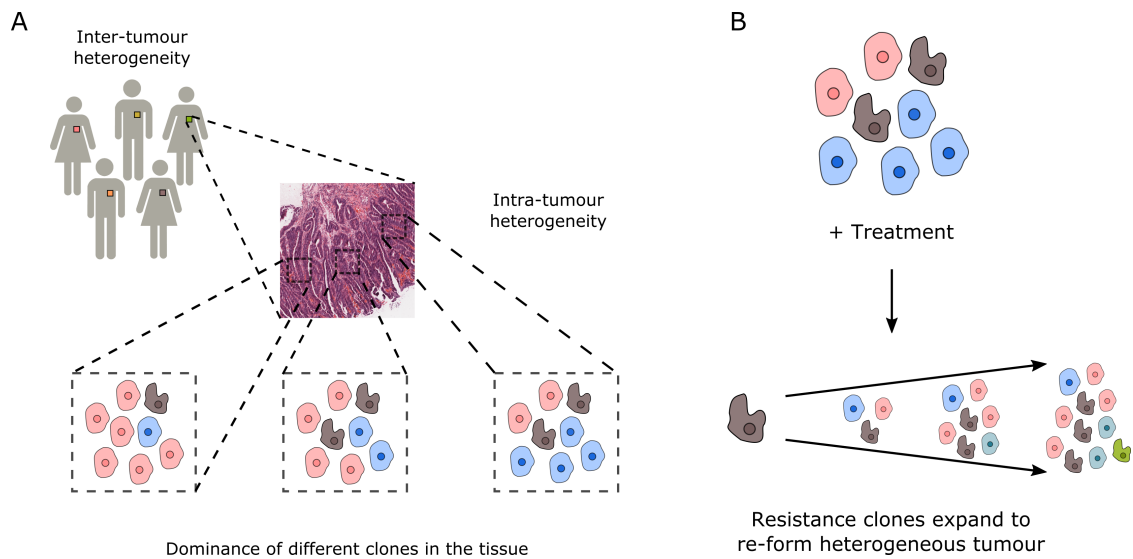 A
Inter-tumour
heterogeneity
Intra-tumour
heterogeneity
Dominance of different clones in the tissue
B
+ Treatment
Resistance clones expand to
re-form heterogeneous tumour